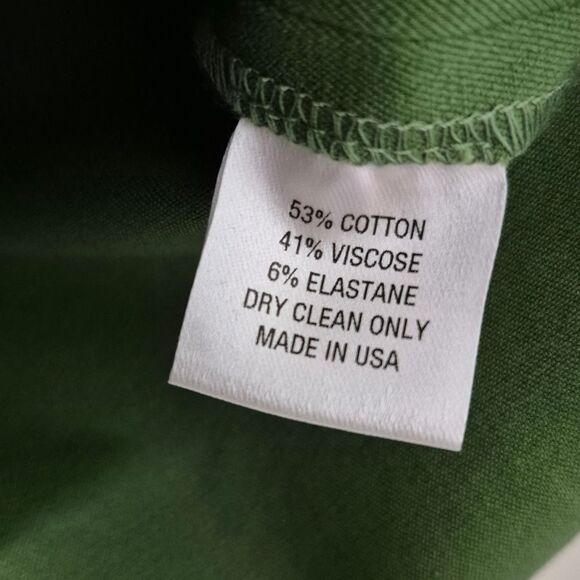 53% COTTON
41% VISCOSE
6% ELASTANE
DRY CLEAN ONLY
MADE IN USA